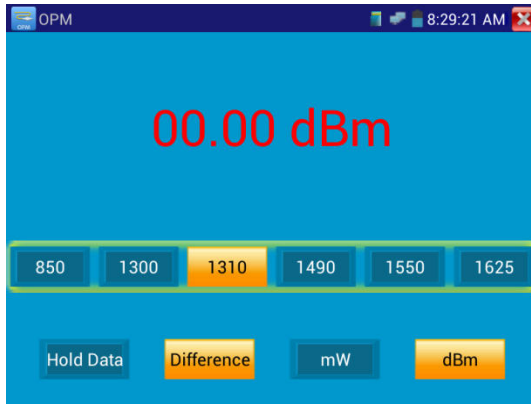 OPM
8:29:21 AM
OPM
00.00 dBm
850 1300 1310 1490 1550 1625
Hold Data Difference mW dBm